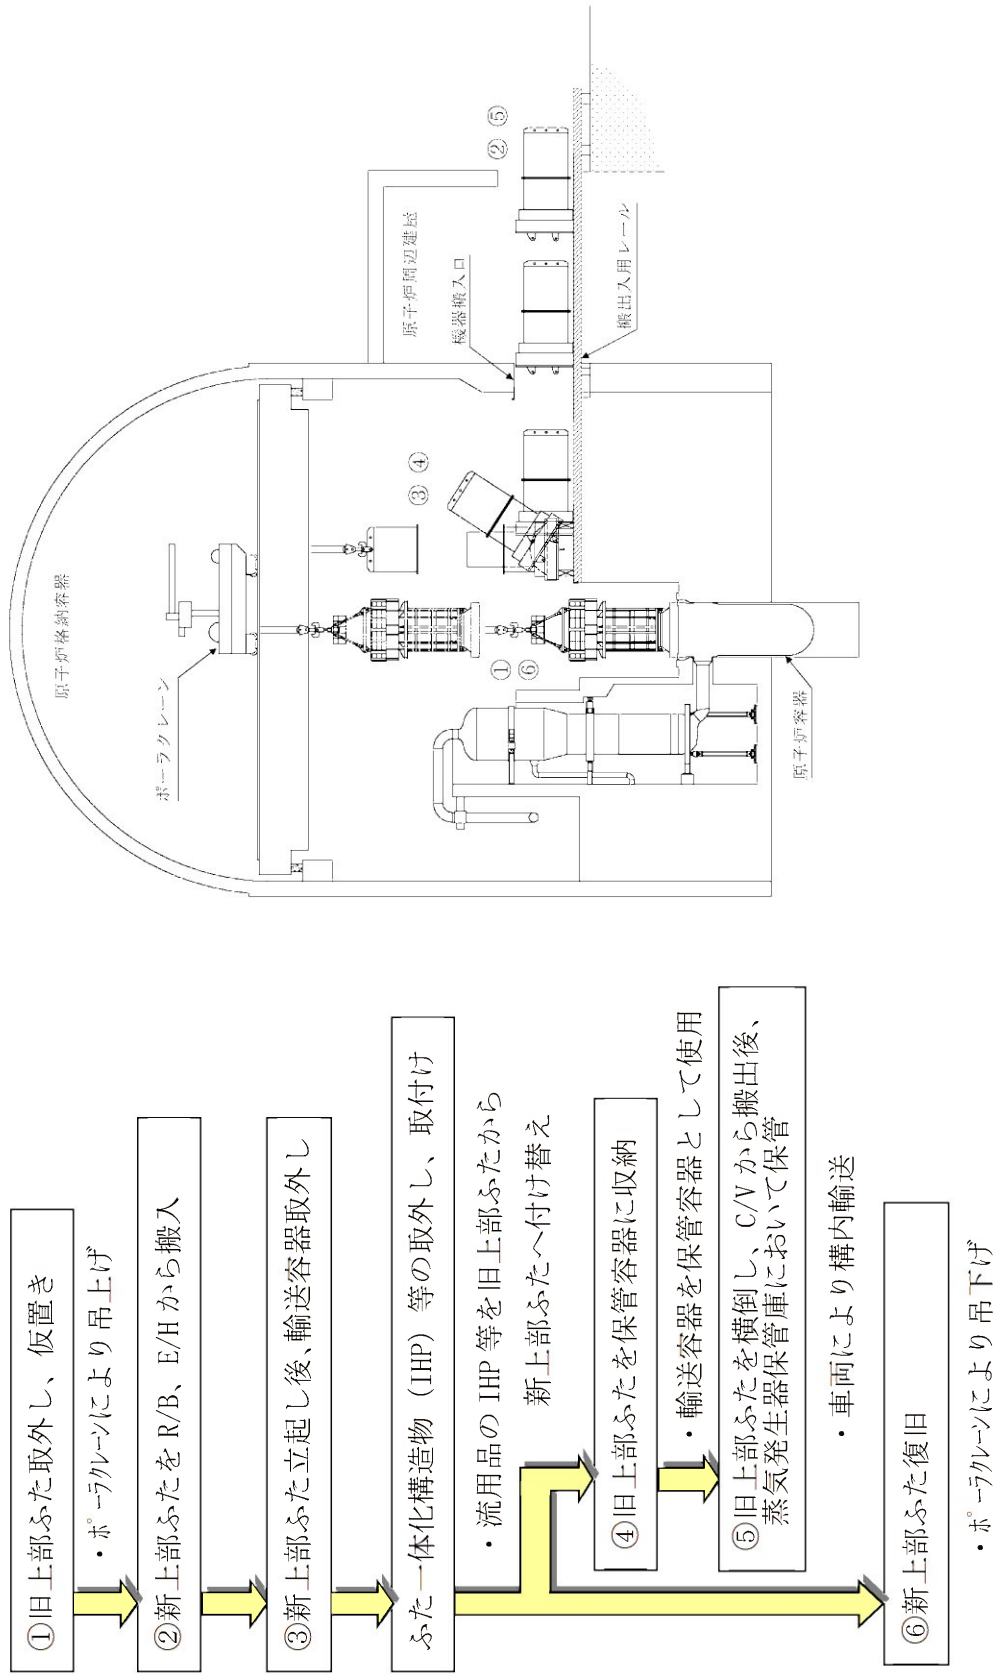 ①旧上部ふた取外し、仮置き
・ポーラクレーンにより吊上げ
②新上部ふたをR/B、E/Hから搬入
③新上部ふた立起し後、輸送容器取外し
ふた一体化構造物（IHP）等の取外し、取付け
・流用品のIHP等を旧上部ふたから
新上部ふたへ付け替え
④旧上部ふたを保管容器に収納
・輸送容器を保管容器として使用
⑤旧上部ふたを横倒し、C/Vから搬出後、
蒸気発生器保管庫において保管
・車両により構内輸送
⑥新上部ふた復旧
・ポーラクレーンにより吊下げ
原子炉格納容器
ポーラクレーン
① ⑥
③ ④
原子炉周辺建屋
機器搬入口
② ⑤
搬出入用レール
原子炉容器